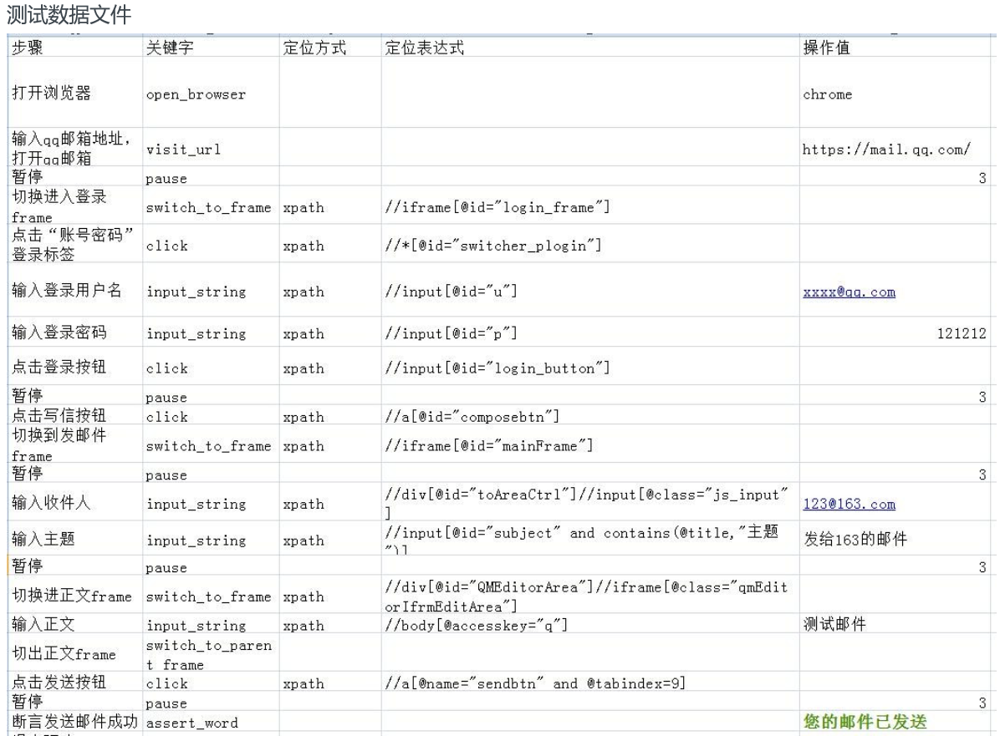 测试数据文件
步骤 关键字 定位方式 定位表达式 操作值
打开浏览器 open_browser chrome
输入qq邮箱地址，
打开qq邮箱 visit_url https://mail.qq.com/
暂停 pause 3
切换进入登录
frame switch_to_frame xpath //iframe[@id="login_frame"]
点击“账号密码”
登录标签 click xpath //*[@id="switcher_plogin"]
输入登录用户名 input_string xpath //input[@id="u"] xxxx@qq.com
输入登录密码 input_string xpath //input[@id="p"] 121212
点击登录按钮 click xpath //input[@id="login_button"]
暂停 pause 3
点击写信按钮 click xpath //a[@id="composebtn"]
切换到发邮件
frame switch_to_frame xpath //iframe[@id="mainFrame"]
暂停 pause 3
输入收件人 input_string xpath //div[@id="toAreaCtrl"]//input[@class="js_input"
] 123@163.com
输入主题 input_string xpath //input[@id="subject" and contains(@title,"主题
")] 发给163的邮件
暂停 pause 3
切换进正文frame switch_to_frame xpath //div[@id="QMEditorArea"]//iframe[@class="qmEdit
orIfrmEditArea"]
输入正文 input_string xpath //body[@accesskey="q"] 测试邮件
切出正文frame switch_to_paren
t_frame
点击发送按钮 click xpath //a[@name="sendbtn" and @tabindex=9]
暂停 pause 3
断言发送邮件成功 assert_word 您的邮件已发送